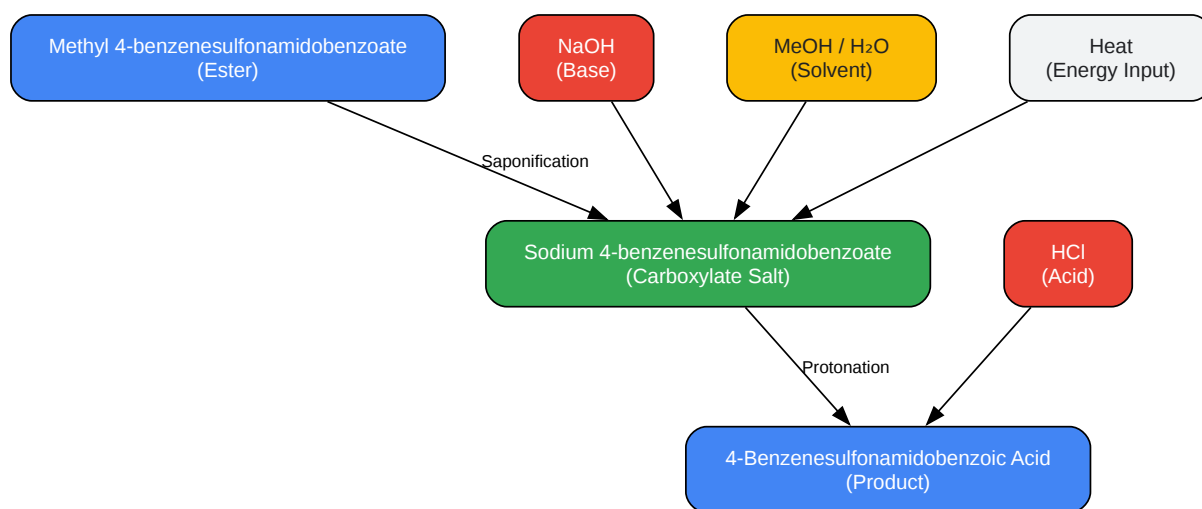 Methyl 4-benzenesulfonamidobenzoate
(Ester)
NaOH
(Base)
MeOH / H₂O
(Solvent)
Heat
(Energy Input)
Saponification
Sodium 4-benzenesulfonamidobenzoate
(Carboxylate Salt)
HCl
(Acid)
Protonation
4-Benzenesulfonamidobenzoic Acid
(Product)